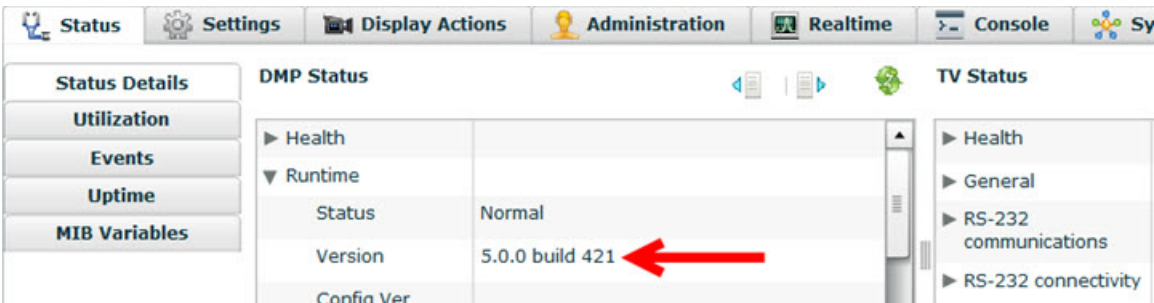 Status Settings Display Actions Administration Realtime Console Sy
Status Details
Utilization
Events
Uptime
MIB Variables
DMP Status
Health
Runtime
Status Normal
Version 5.0.0 build 421
Config Ver
TV Status
Health
General
RS-232
communications
RS-232 connectivity